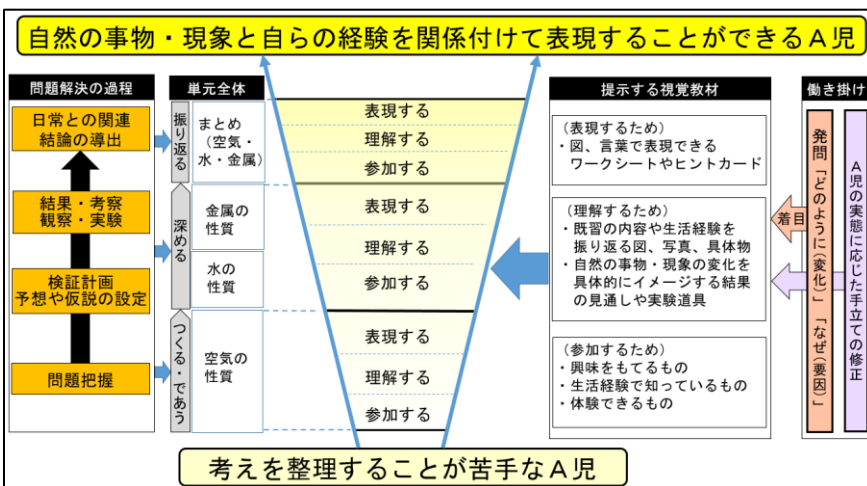 自然の事物・現象と自らの経験を関係付けて表現することができるＡ児
問題解決の過程
日常との関連
結論の導出
結果・考察
観察・実験
検証計画
予想や仮説の設定
問題把握
単元全体
振り返る
まとめ
（空気・
水・金属）
深める
金属の
性質
水の
性質
つくる・であう
空気の
性質
表現する
理解する
参加する
表現する
理解する
参加する
表現する
理解する
参加する
提示する視覚教材
（表現するため）
・図、言葉で表現できる
ワークシートやヒントカード
（理解するため）
・既習の内容や生活経験を
振り返る図、写真、具体物
・自然の事物・現象の変化を
具体的にイメージする結果
の見通しや実験道具
（参加するため）
・興味をもてるもの
・生活経験で知っているもの
・体験できるもの
働き掛け
着目
発問「どのように（変化）」「なぜ（要因）」
Ａ児の実態に応じた手立ての修正
考えを整理することが苦手なＡ児